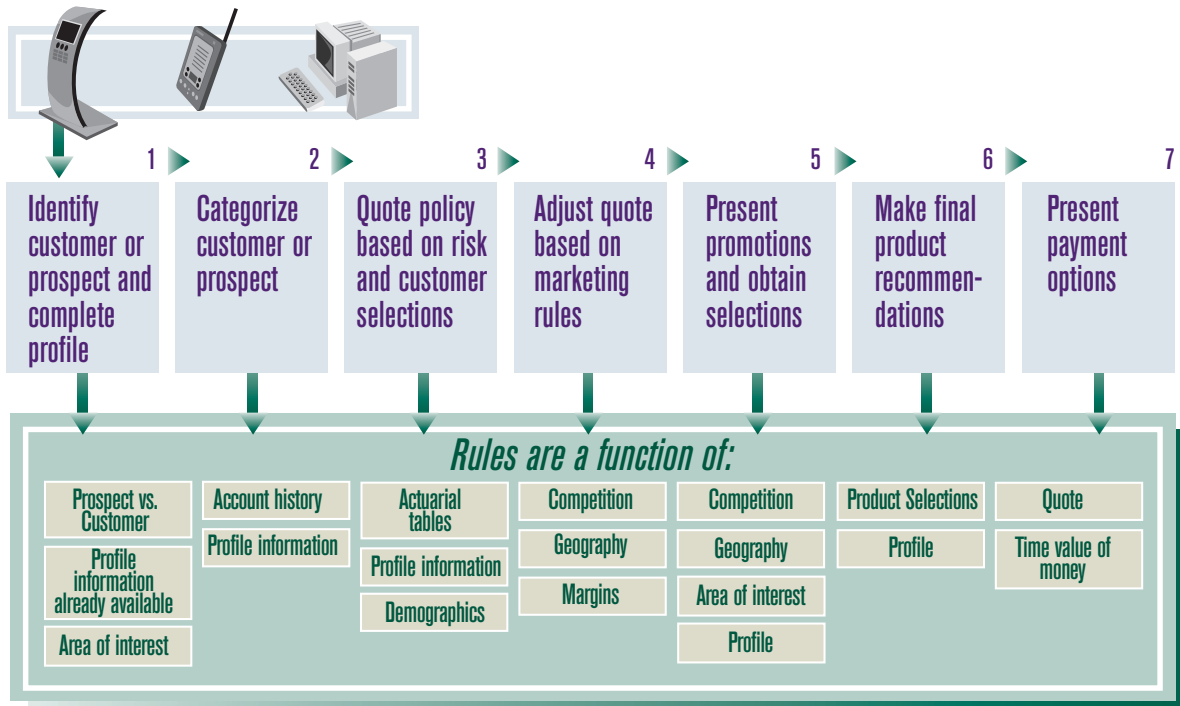 1
2
3
4
5
6
7
Identify
customer or
prospect and
complete
profile
Categorize
customer or
prospect
Quote policy
based on risk
and customer
selections
Adjust quote
based on
marketing
rules
Present
promotions
and obtain
selections
Make final
product
recommen-
dations
Present
payment
options
Rules are a function of:
Prospect vs.
Customer
Profile
information
already available
Area of interest
Account history
Profile information
Actuarial
tables
Profile information
Demographics
Competition
Geography
Margins
Competition
Geography
Area of interest
Profile
Product Selections
Profile
Quote
Time value of
money